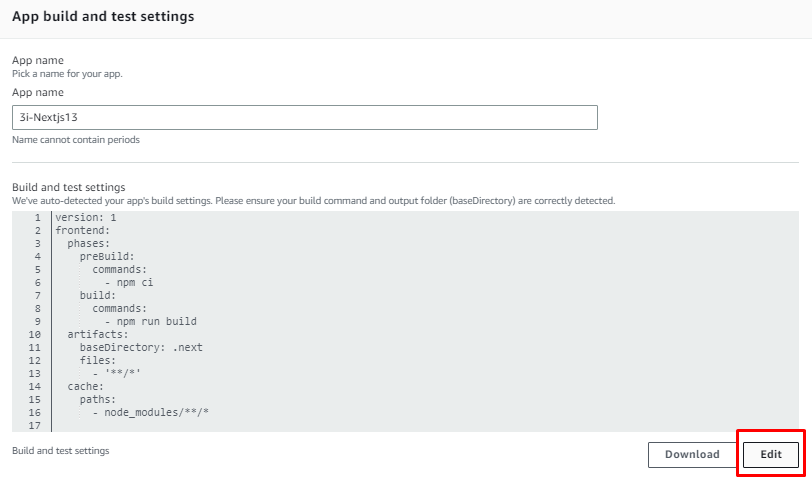 App build and test settings
App name
Pick a name for your app.
App name
3i-Nextjs13
Name cannot contain periods
Build and test settings
We've auto-detected your app's build settings. Please ensure your build command and output folder (baseDirectory) are correctly detected.
1 version: 1
2 frontend:
3   phases:
4     preBuild:
5       commands:
6         - npm ci
7     build:
8       commands:
9         - npm run build
10   artifacts:
11     baseDirectory: .next
12     files:
13       - '**/*'
14   cache:
15     paths:
16       - node_modules/**/*
17
Build and test settings
Download Edit